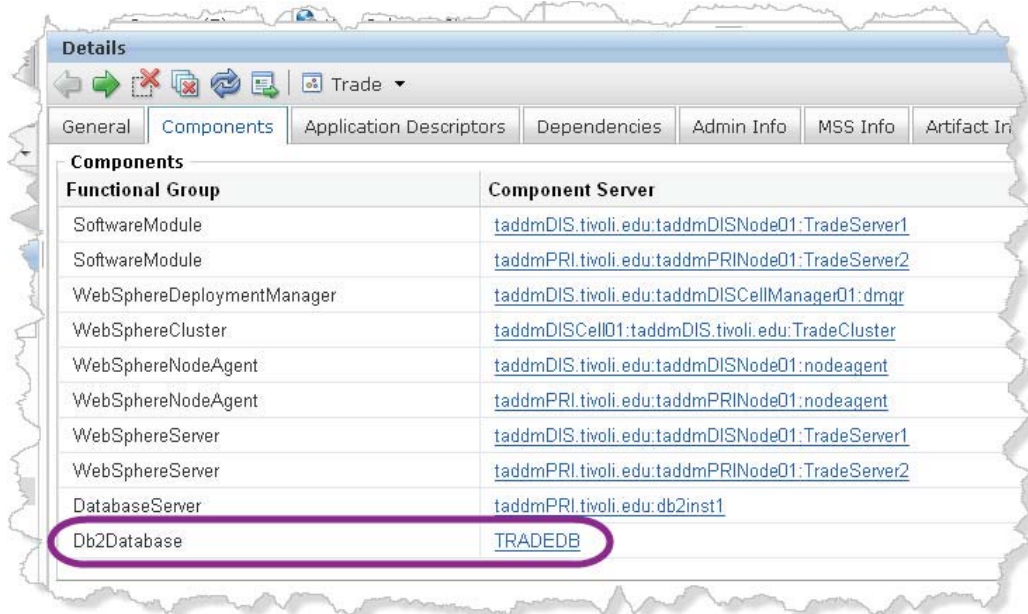 Details
Trade
General Components Application Descriptors Dependencies Admin Info MSS Info Artifact In
Components
Functional Group Component Server
SoftwareModule taddmDIS.tivoli.edu:taddmDISNode01:TradeServer1
SoftwareModule taddmPRI.tivoli.edu:taddmPRINode01:TradeServer2
WebSphereDeploymentManager taddmDIS.tivoli.edu:taddmDISCellManager01:dmgr
WebSphereCluster taddmDISCell01:taddmDIS.tivoli.edu:TradeCluster
WebSphereNodeAgent taddmDIS.tivoli.edu:taddmDISNode01:nodeagent
WebSphereNodeAgent taddmPRI.tivoli.edu:taddmPRINode01:nodeagent
WebSphereServer taddmDIS.tivoli.edu:taddmDISNode01:TradeServer1
WebSphereServer taddmPRI.tivoli.edu:taddmPRINode01:TradeServer2
DatabaseServer taddmPRI.tivoli.edu:db2inst1
Db2Database TRADEDB